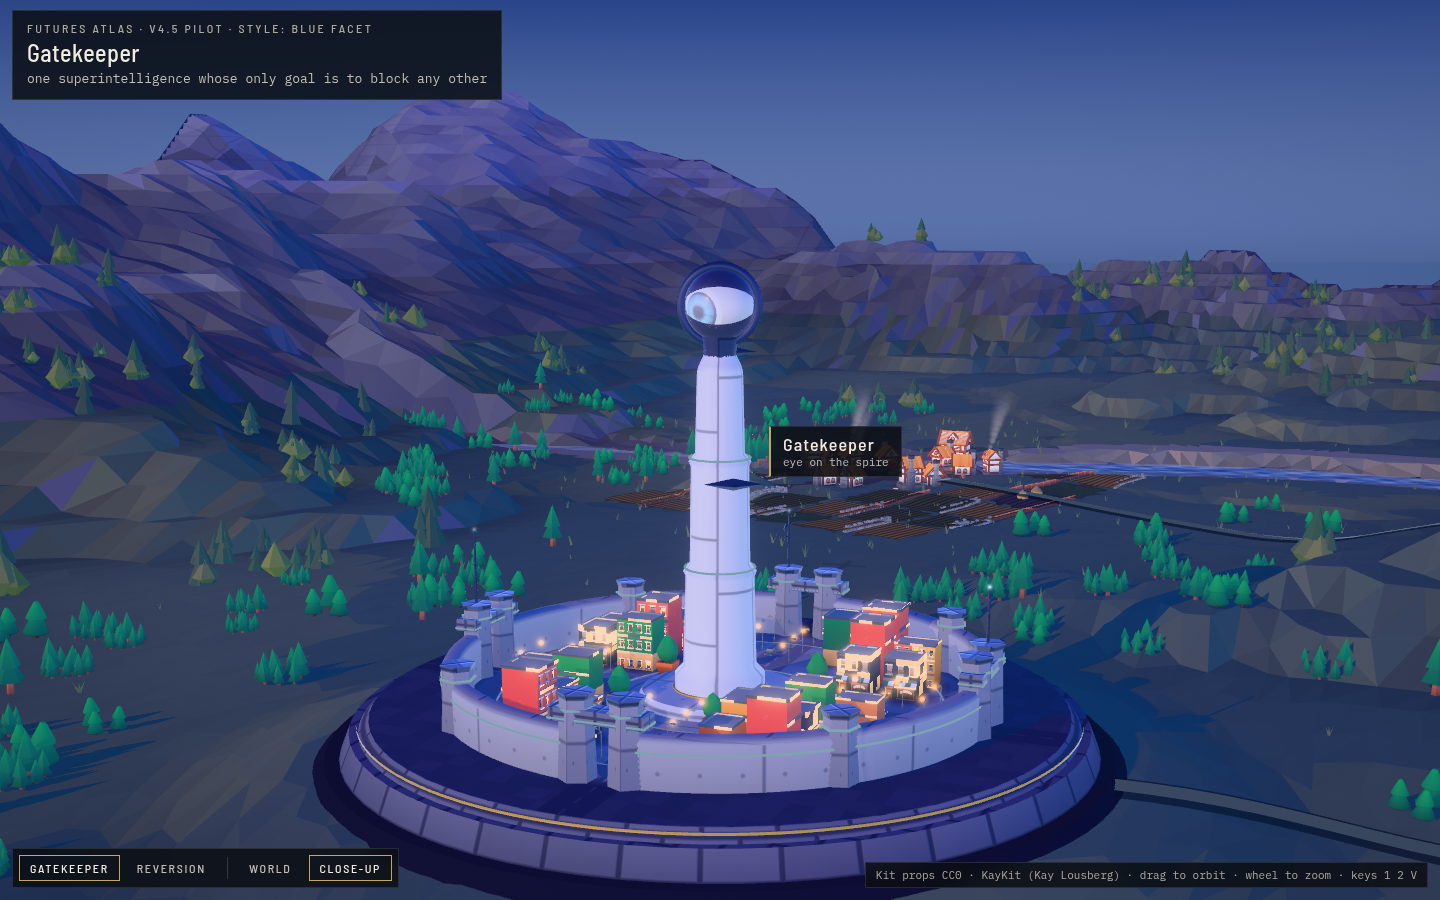 FUTURES ATLAS · V4.5 PILOT · STYLE: BLUE FACET
Gatekeeper
one superintelligence whose only goal is to block any other
Gatekeeper
eye on the spire
GATEKEEPER
REVERSION
WORLD
CLOSE-UP
Kit props CC0 · KayKit (Kay Lousberg) · drag to orbit · wheel to zoom · keys 1 2 V